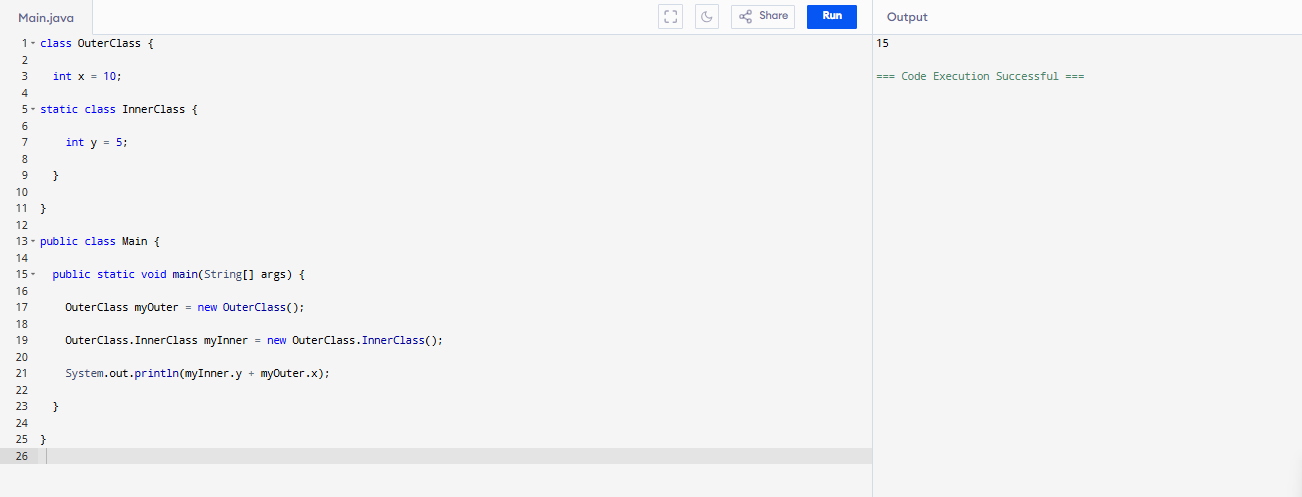 Main.java
Share
Run
Output
1 class OuterClass {
2
3   int x = 10;
4
5 static class InnerClass {
6
7     int y = 5;
8
9   }
10
11 }
12
13 public class Main {
14
15   public static void main(String[] args) {
16
17     OuterClass myOuter = new OuterClass();
18
19     OuterClass.InnerClass myInner = new OuterClass.InnerClass();
20
21     System.out.println(myInner.y + myOuter.x);
22
23   }
24
25 }
26
15
=== Code Execution Successful ===